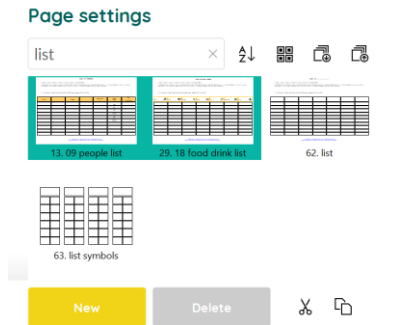 Page settings
list
13. 09 people list
29. 18 food drink list
62. list
63. list symbols
New
Delete